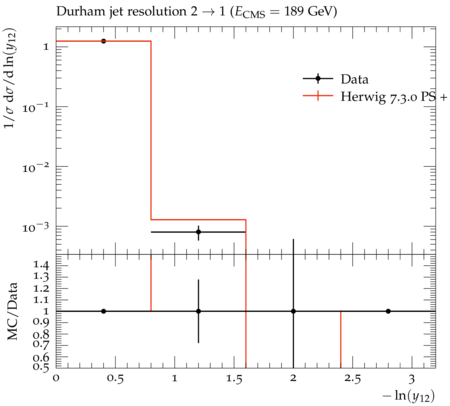 Durham jet resolution 2 → 1 (E_CMS = 189 GeV)
1/σ dσ/d ln(y₁₂)
1
10⁻¹
10⁻²
10⁻³
Data
Herwig 7.3.0 PS +
MC/Data
1.4
1.3
1.2
1.1
1
0.9
0.8
0.7
0.6
0.5
0 0.5 1 1.5 2 2.5 3
− ln(y₁₂)